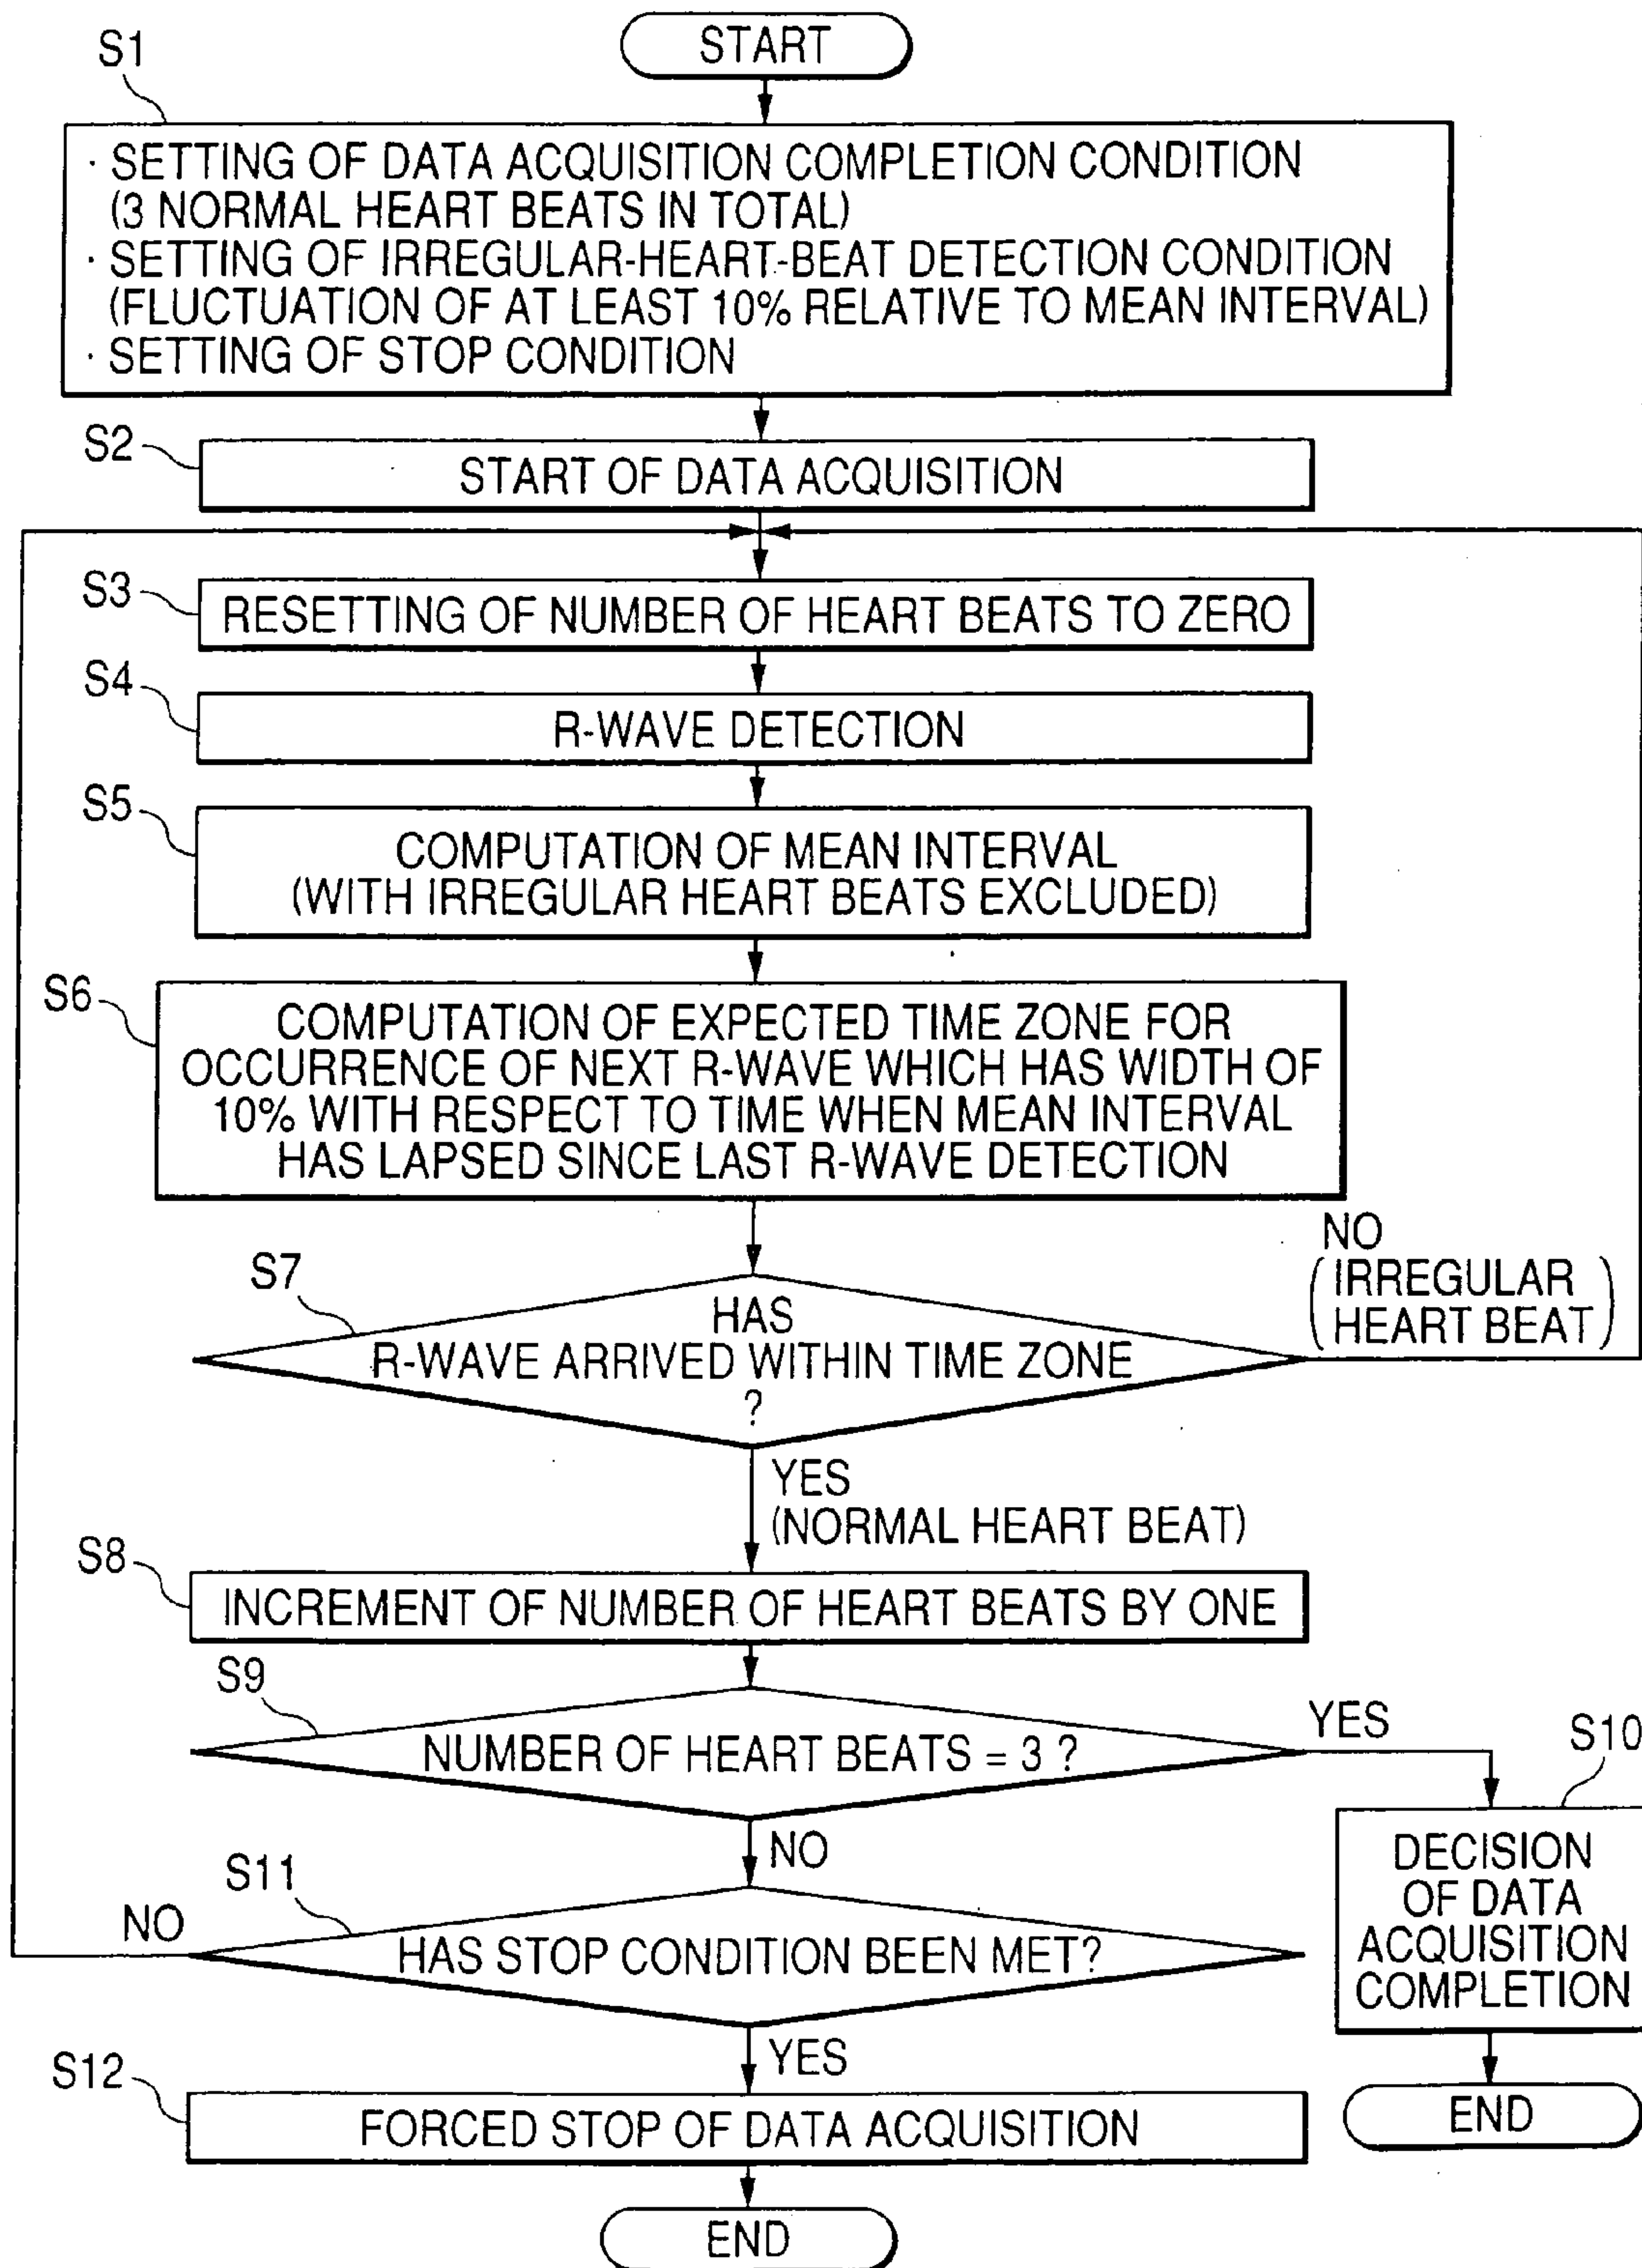 START
S1
· SETTING OF DATA ACQUISITION COMPLETION CONDITION
(3 NORMAL HEART BEATS IN TOTAL)
· SETTING OF IRREGULAR-HEART-BEAT DETECTION CONDITION
(FLUCTUATION OF AT LEAST 10% RELATIVE TO MEAN INTERVAL)
· SETTING OF STOP CONDITION
S2
START OF DATA ACQUISITION
S3
RESETTING OF NUMBER OF HEART BEATS TO ZERO
S4
R-WAVE DETECTION
S5
COMPUTATION OF MEAN INTERVAL
(WITH IRREGULAR HEART BEATS EXCLUDED)
S6
COMPUTATION OF EXPECTED TIME ZONE FOR
OCCURRENCE OF NEXT R-WAVE WHICH HAS WIDTH OF
10% WITH RESPECT TO TIME WHEN MEAN INTERVAL
HAS LAPSED SINCE LAST R-WAVE DETECTION
S7
HAS
R-WAVE ARRIVED WITHIN TIME ZONE
?
NO
(IRREGULAR
HEART BEAT)
YES
(NORMAL HEART BEAT)
S8
INCREMENT OF NUMBER OF HEART BEATS BY ONE
S9
NUMBER OF HEART BEATS = 3 ?
YES
S10
DECISION
OF DATA
ACQUISITION
COMPLETION
END
NO
S11
HAS STOP CONDITION BEEN MET?
NO
YES
S12
FORCED STOP OF DATA ACQUISITION
END